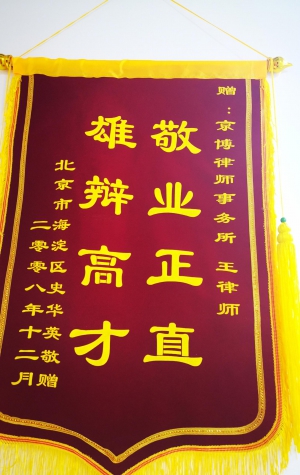 赠：京博律师事务所 王律师
敬业正直
雄辩高才
北京市海淀区史华英敬赠
二零零八年十二月